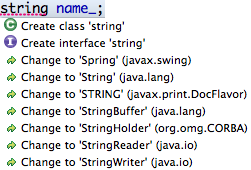 string name_;
Create class 'string'
Create interface 'string'
Change to 'Spring' (javax.swing)
Change to 'String' (java.lang)
Change to 'STRING' (javax.print.DocFlavor)
Change to 'StringBuffer' (java.lang)
Change to 'StringHolder' (org.omg.CORBA)
Change to 'StringReader' (java.io)
Change to 'StringWriter' (java.io)